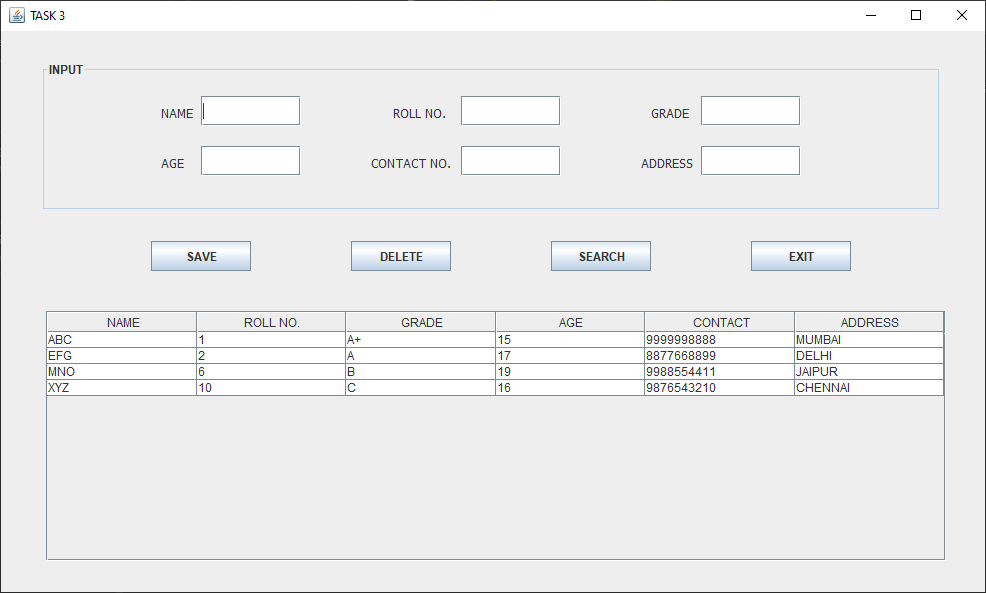 TASK 3
INPUT
NAME ROLL NO. GRADE
AGE CONTACT NO. ADDRESS
SAVE DELETE SEARCH EXIT
NAME ROLL NO. GRADE AGE CONTACT ADDRESS
ABC 1 A+ 15 9999998888 MUMBAI
EFG 2 A 17 8877668899 DELHI
MNO 6 B 19 9988554411 JAIPUR
XYZ 10 C 16 9876543210 CHENNAI